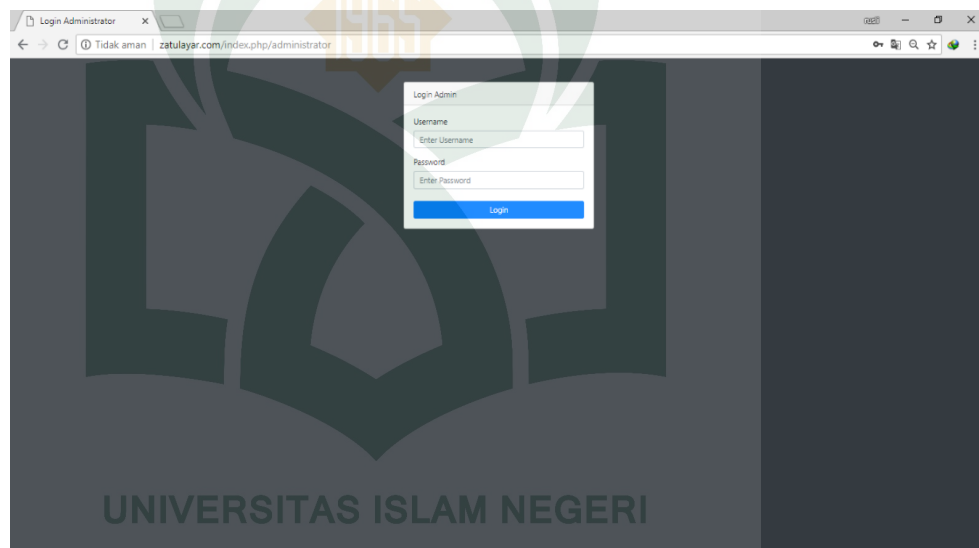 Login Administrator
Tidak aman | zatulayar.com/index.php/administrator
1965
Login Admin
Username
Enter Username
Password
Enter Password
Login
UNIVERSITAS ISLAM NEGERI